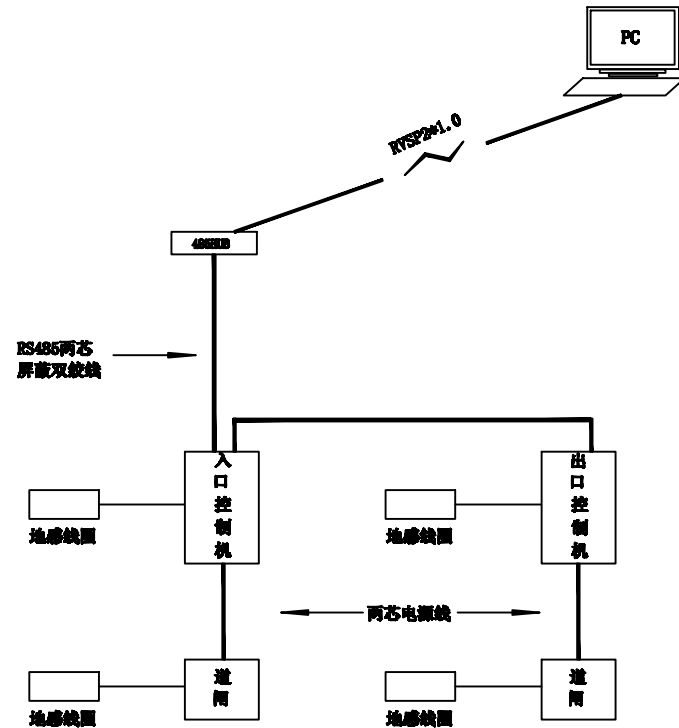 PC
RVSP2*1.0
485HUB
RS485两芯
屏蔽双绞线
入口控制机
出口控制机
地感线圈
地感线圈
两芯电源线
道闸
道闸
地感线圈
地感线圈